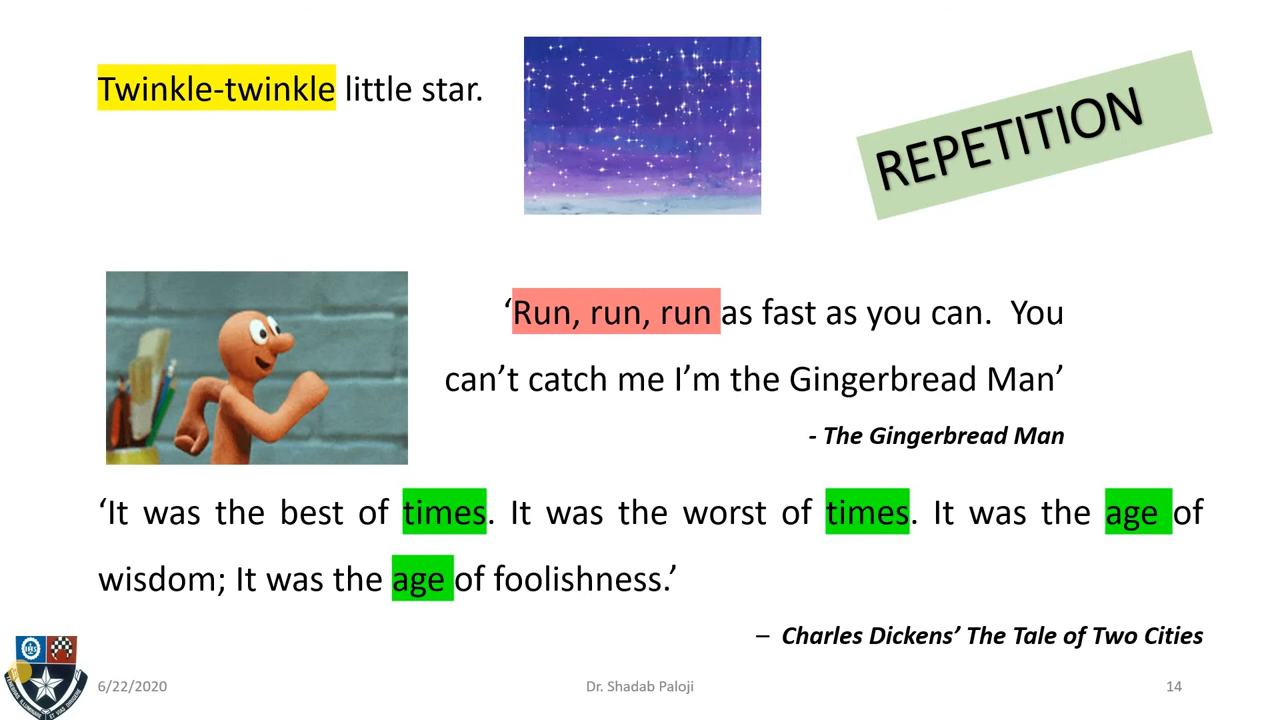 Twinkle-twinkle little star.
REPETITION
‘Run, run, run as fast as you can.  You
can’t catch me I’m the Gingerbread Man’
- The Gingerbread Man
‘It was the best of times. It was the worst of times. It was the age of
wisdom; It was the age of foolishness.’
– Charles Dickens’ The Tale of Two Cities
6/22/2020
Dr. Shadab Paloji
14